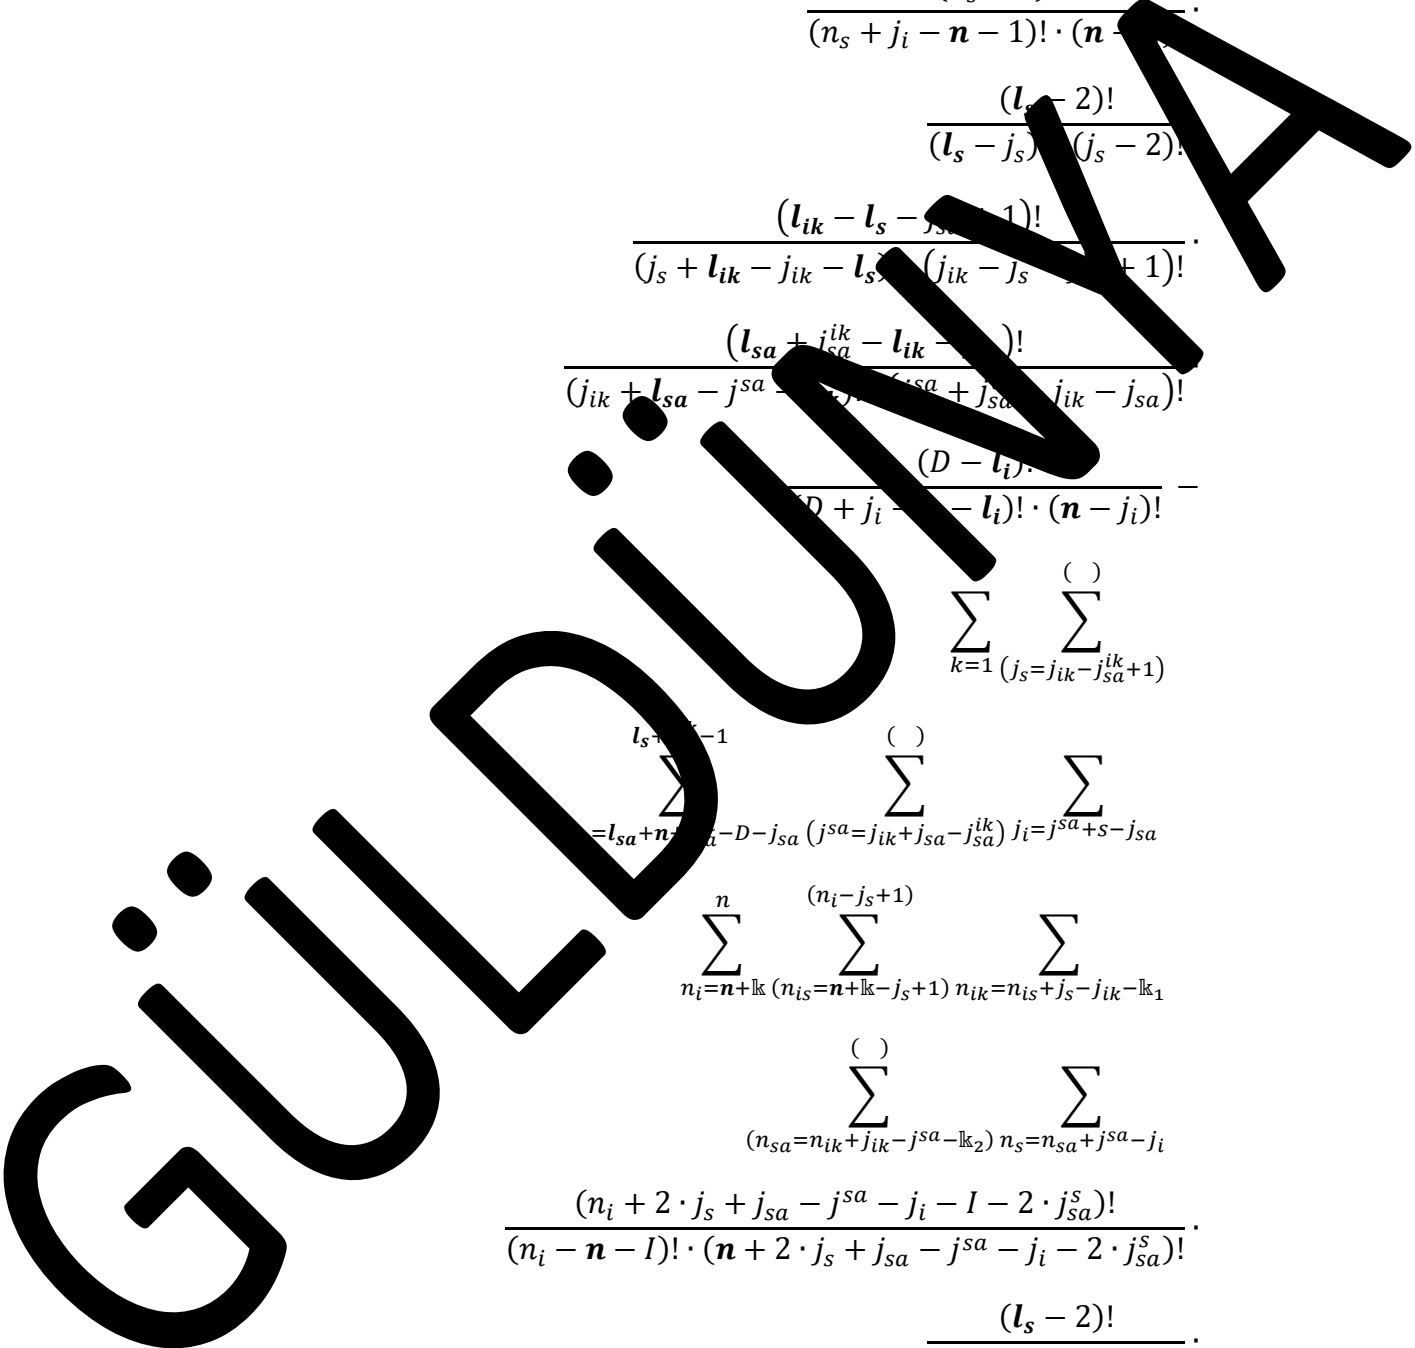 (n_s + j_i − n − 1)! · (n −
(l_s − 2)!
(l_s − j_s) (j_s − 2)!
(l_ik − l_s − 1)!
(j_s + l_ik − j_ik − l_s) (j_ik − j_s + 1)! ·
(l_sa + j_sa^ik − l_ik − )!
(j_ik + l_sa − j^sa − (j^sa + j_sa j_ik − j_sa)!
(D − l_i)!
(D + j_i − − l_i)! · (n − j_i)! −
( )
∑ ∑
k=1 (j_s=j_ik−j_sa^ik+1)
l_s+ −1 ( )
∑ ∑ ∑
=l_sa+n+ −D−j_sa (j^sa=j_ik+j_sa−j_sa^ik) j_i=j^sa+s−j_sa
n (n_i−j_s+1)
∑ ∑ ∑
n_i=n+𝕜 (n_is=n+𝕜−j_s+1) n_ik=n_is+j_s−j_ik−𝕜_1
( )
∑ ∑
(n_sa=n_ik+j_ik−j^sa−𝕜_2) n_s=n_sa+j^sa−j_i
(n_i + 2 · j_s + j_sa − j^sa − j_i − I − 2 · j_sa^s)!
(n_i − n − I)! · (n + 2 · j_s + j_sa − j^sa − j_i − 2 · j_sa^s)! ·
(l_s − 2)!
GÜLDÜNYA